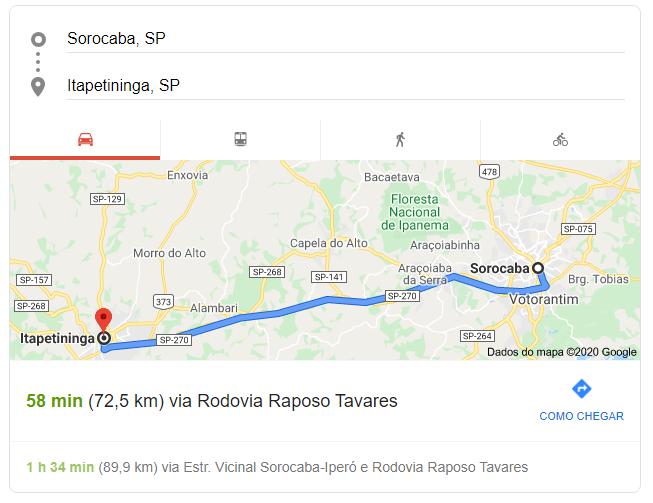 Sorocaba, SP
Itapetininga, SP
Enxovia
Bacaetava
478
SP-129
Floresta
Nacional
de Ipanema
SP-075
Capela do Alto
Araçoiabinha
Morro do Alto
SP-268
SP-141
Araçoiaba
da Serra
Sorocaba
Brg. Tobias
SP-157
SP-268
373
Alambari
SP-270
Votorantim
Itapetininga
SP-270
SP-264
Dados do mapa ©2020 Google
58 min (72,5 km) via Rodovia Raposo Tavares
COMO CHEGAR
1 h 34 min (89,9 km) via Estr. Vicinal Sorocaba-Iperó e Rodovia Raposo Tavares